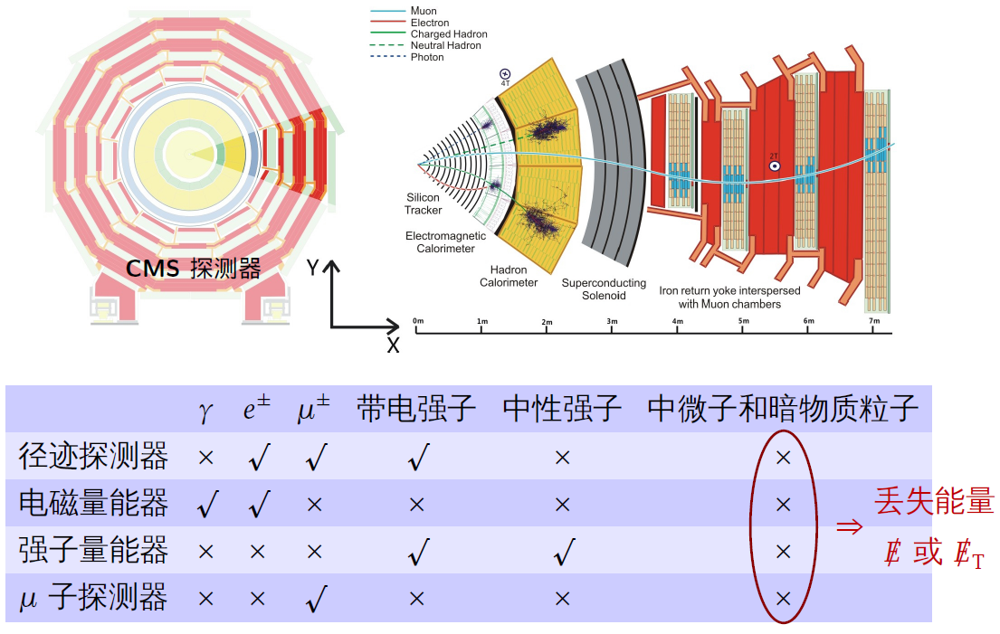 Muon
Electron
Charged Hadron
Neutral Hadron
Photon
4T
2T
Silicon
Tracker
Electromagnetic
Calorimeter
Hadron
Calorimeter
Superconducting
Solenoid
Iron return yoke interspersed
with Muon chambers
CMS 探测器
Y
X
0m 1m 2m 3m 4m 5m 6m 7m
γ e± μ± 带电强子 中性强子 中微子和暗物质粒子
径迹探测器 × √ √ √ × ×
电磁量能器 √ √ × × × ×
强子量能器 × × × √ √ ×
μ 子探测器 × × √ × × ×
⇒ 丢失能量
E̸ 或 E̸T